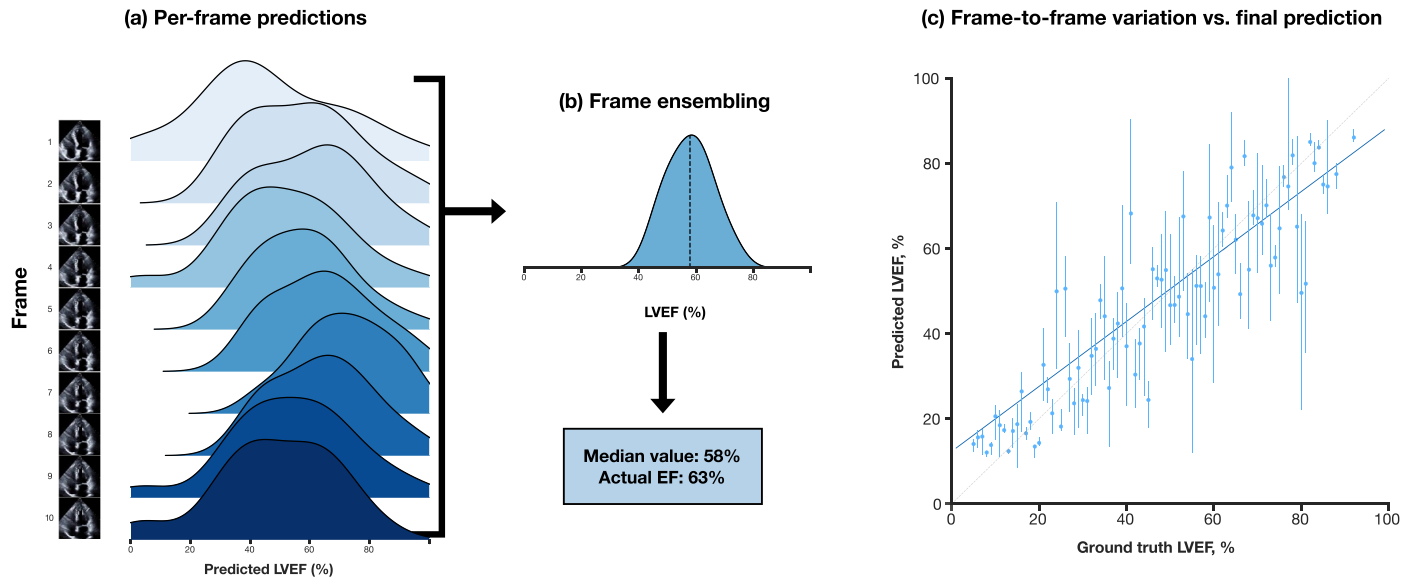 (a) Per-frame predictions
Frame
1
2
3
4
5
6
7
8
9
10
0 20 40 60 80
Predicted LVEF (%)
(b) Frame ensembling
0 20 40 60 80
LVEF (%)
Median value: 58%
Actual EF: 63%
(c) Frame-to-frame variation vs. final prediction
Predicted LVEF, %
100
80
60
40
20
0
0 20 40 60 80 100
Ground truth LVEF, %